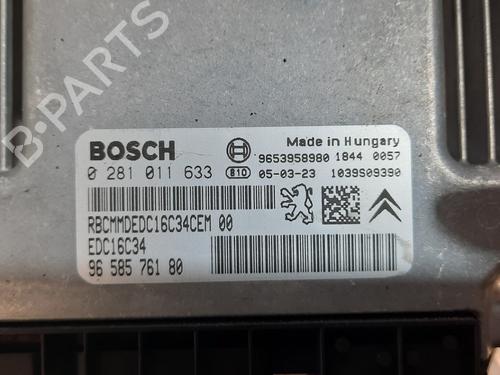 B-PARTS
BOSCH
Made in Hungary
9653958980 1844 0057
0 281 011 633 B10 05-03-23 1039S09390
RBCMMDEDC16C34CEM 00
EDC16C34
96 585 761 80